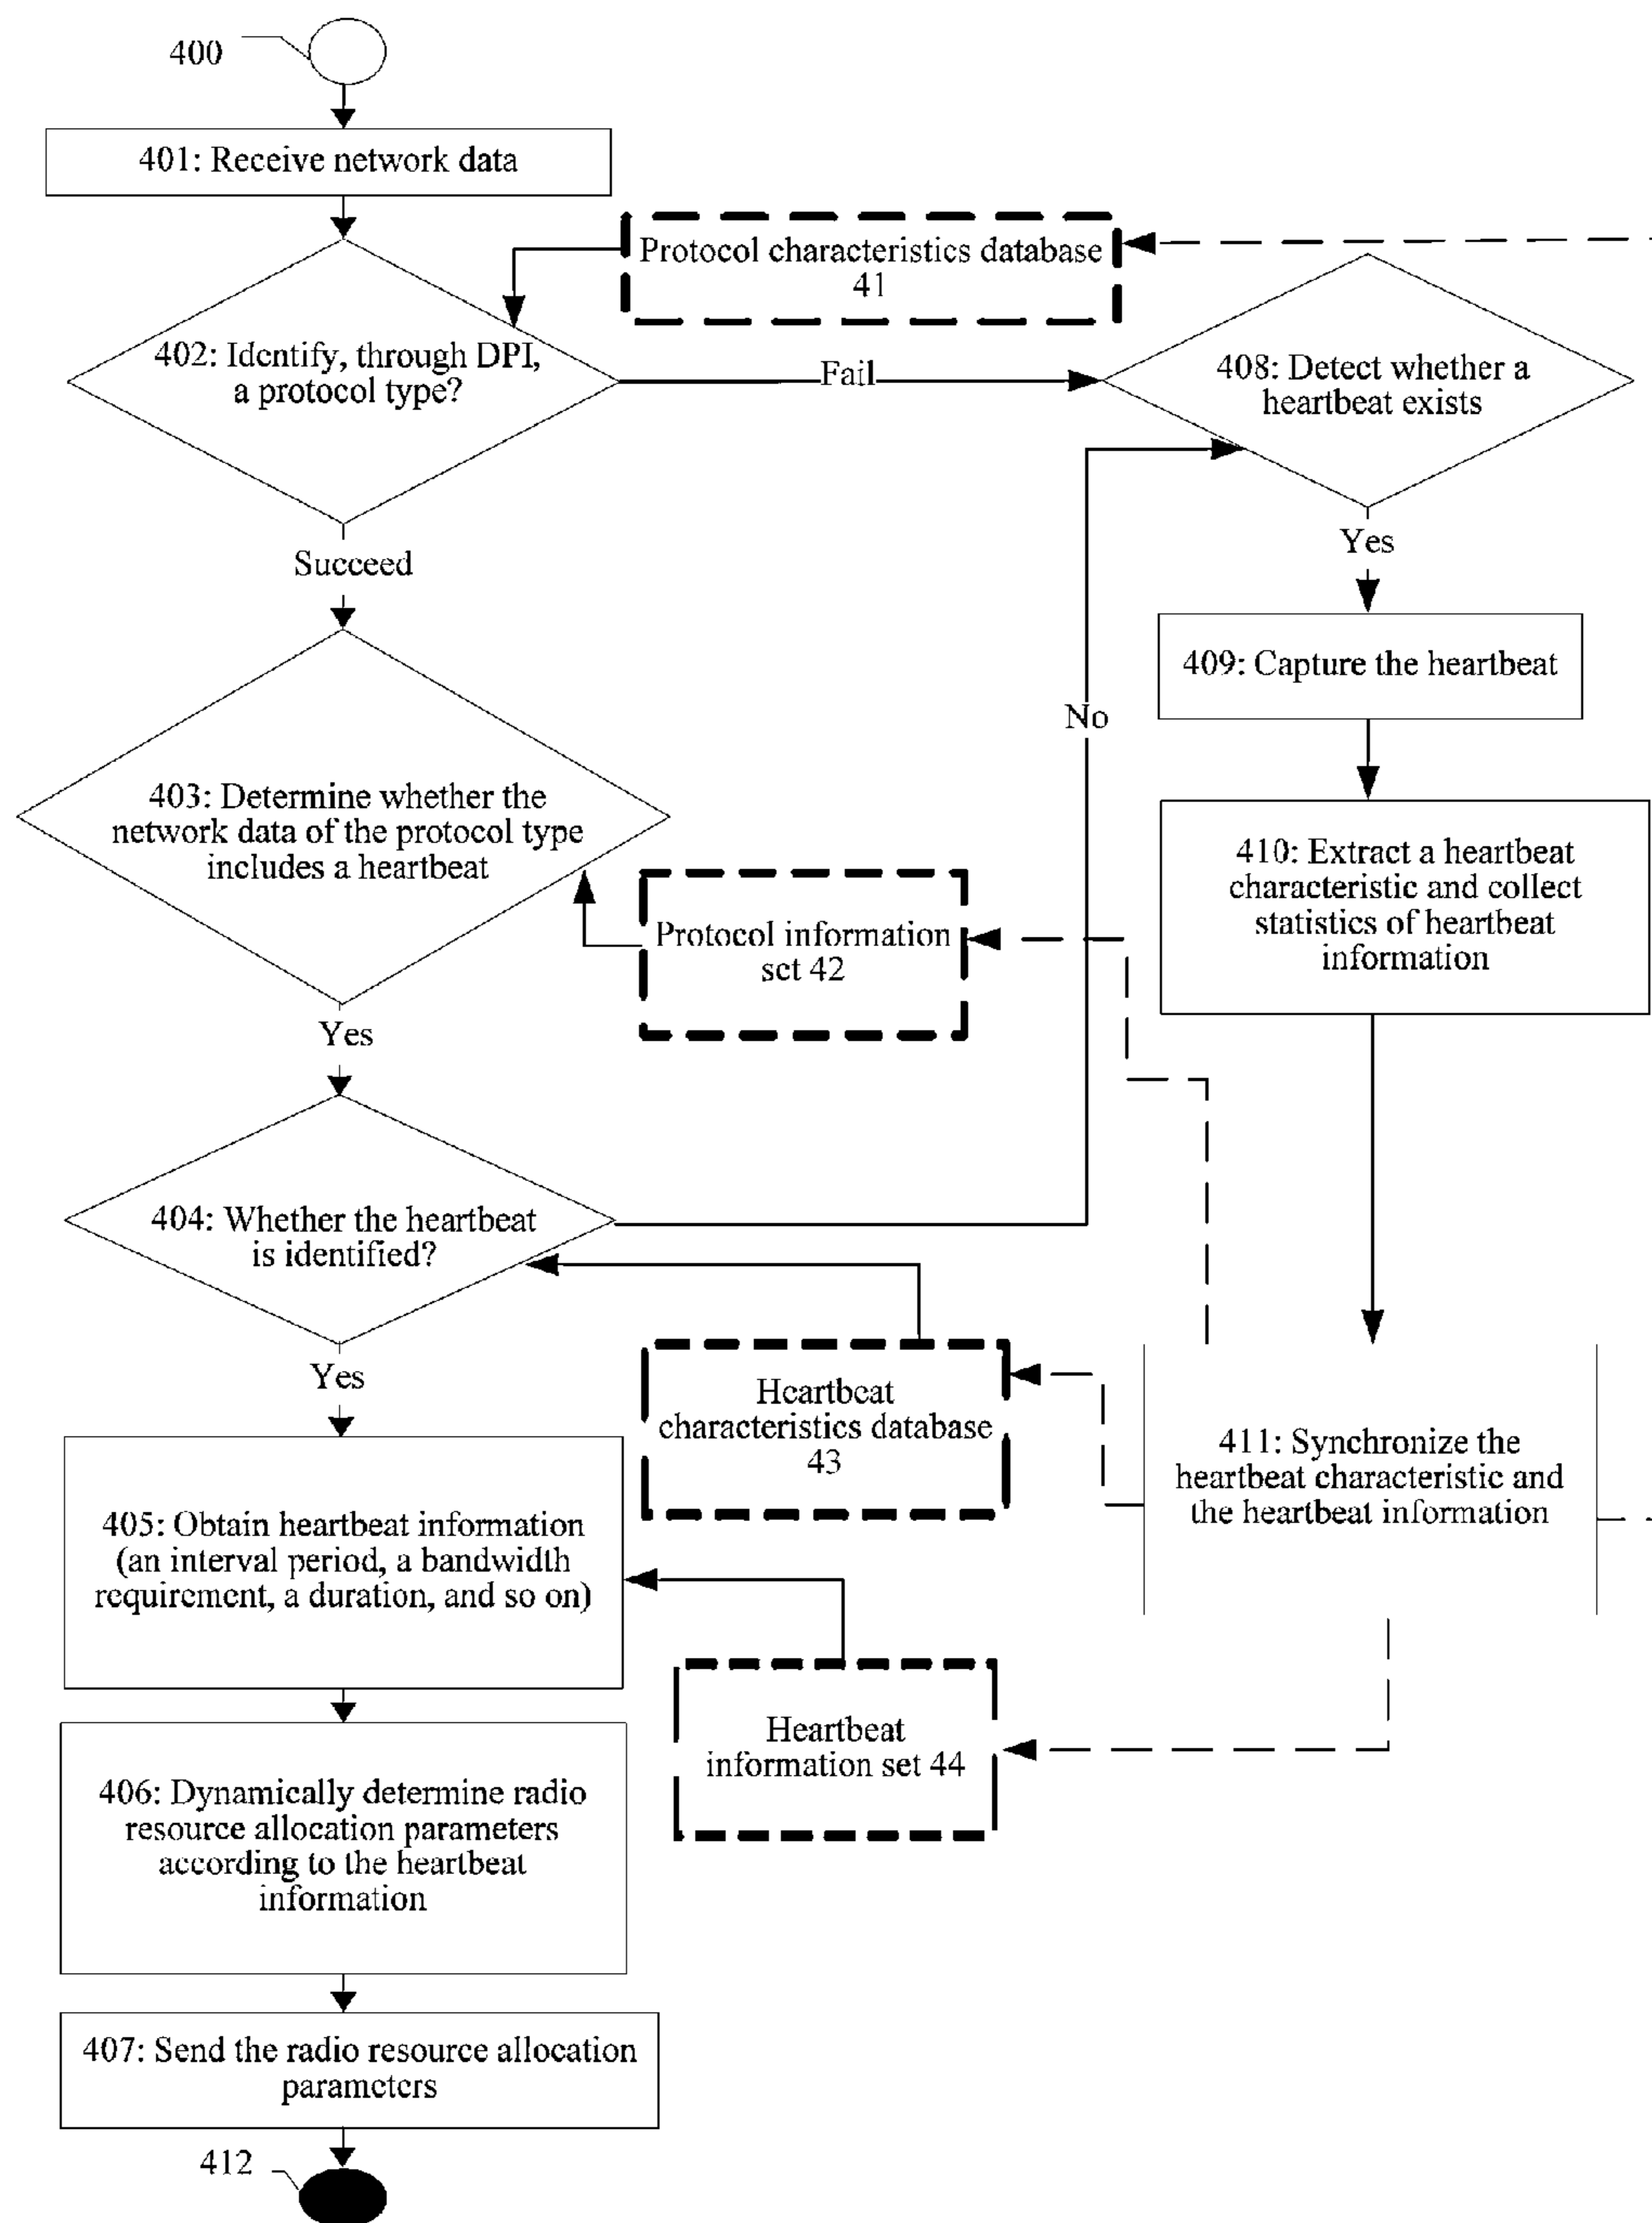 400
401: Receive network data
Protocol characteristics database
41
402: Identify, through DPI,
a protocol type?
Fail
408: Detect whether a
heartbeat exists
Succeed
Yes
409: Capture the heartbeat
No
403: Determine whether the
network data of the protocol type
includes a heartbeat
410: Extract a heartbeat
characteristic and collect
statistics of heartbeat
information
Protocol information
set 42
Yes
404: Whether the heartbeat
is identified?
Yes
Heartbeat
characteristics database
43
411: Synchronize the
heartbeat characteristic and
the heartbeat information
405: Obtain heartbeat information
(an interval period, a bandwidth
requirement, a duration, and so on)
Heartbeat
information set 44
406: Dynamically determine radio
resource allocation parameters
according to the heartbeat
information
407: Send the radio resource allocation
parameters
412